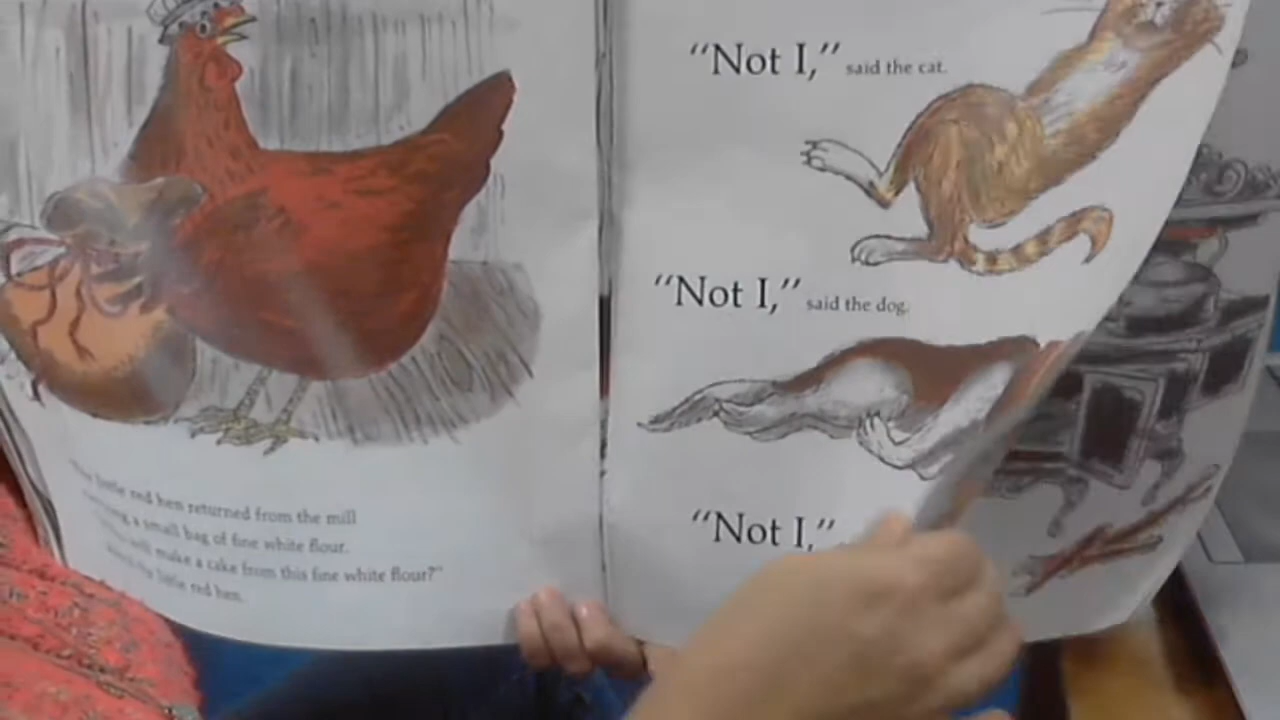 little red hen returned from the mill
a small bag of fine white flour.
will make a cake from this fine white flour?"
the little red hen.
"Not I," said the cat.
"Not I," said the dog.
"Not I,"